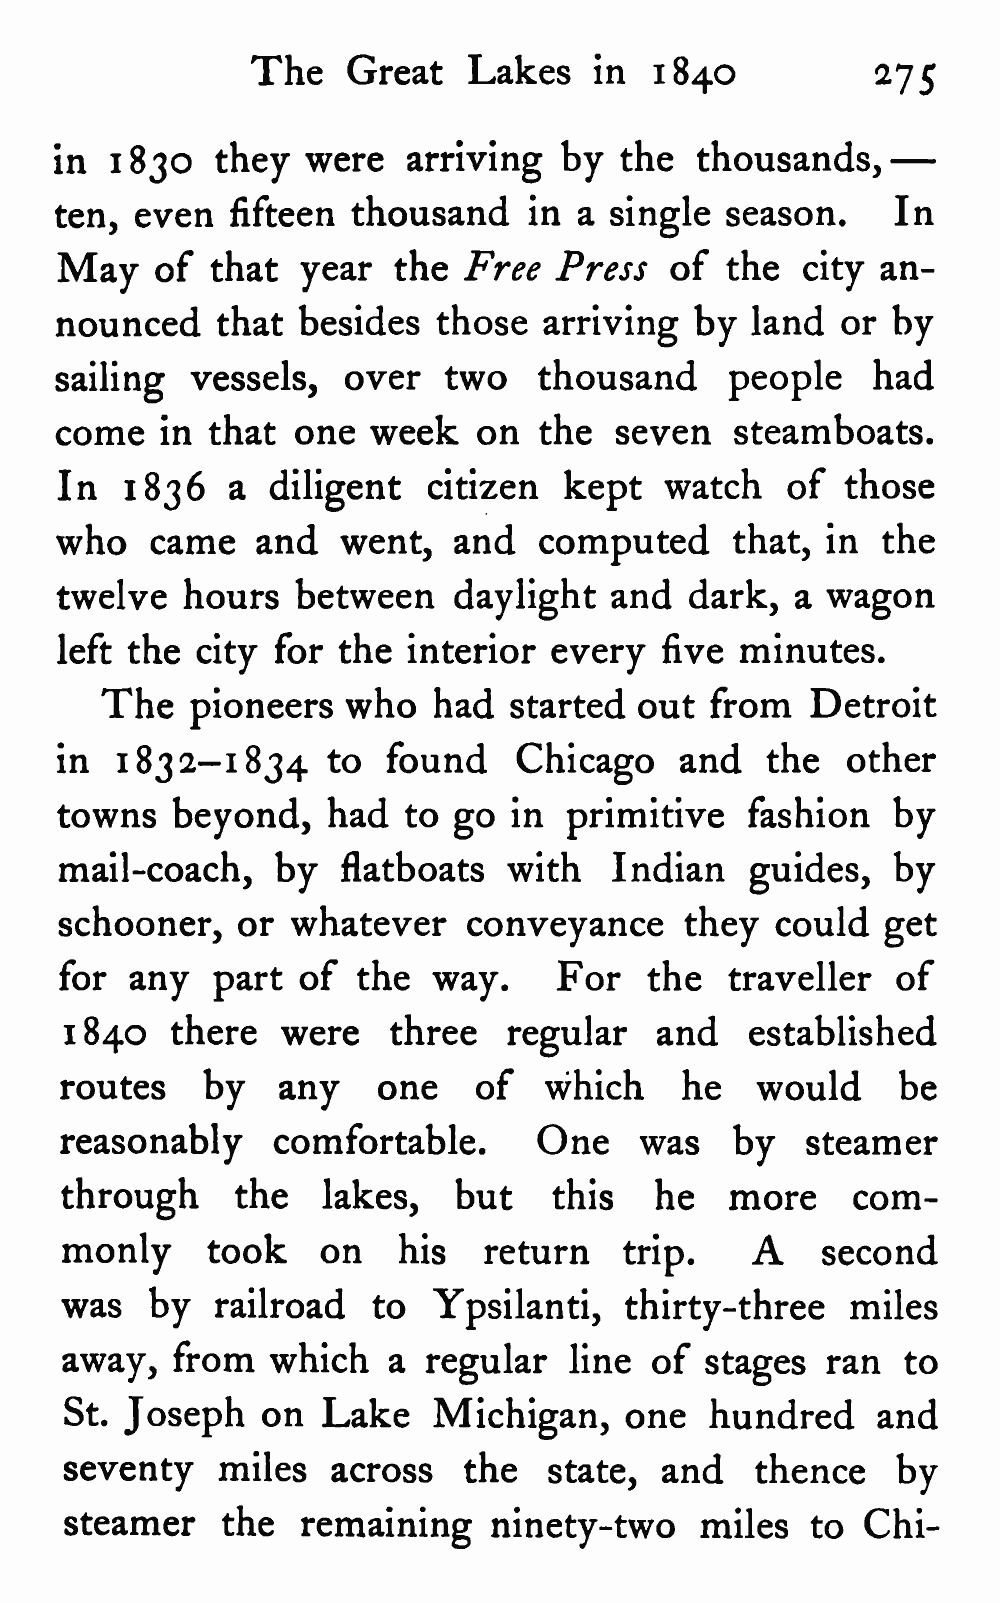 The Great Lakes in 1840 275
in 1830 they were arriving by the thousands,—
ten, even fifteen thousand in a single season. In
May of that year the Free Press of the city an-
nounced that besides those arriving by land or by
sailing vessels, over two thousand people had
come in that one week on the seven steamboats.
In 1836 a diligent citizen kept watch of those
who came and went, and computed that, in the
twelve hours between daylight and dark, a wagon
left the city for the interior every five minutes.
The pioneers who had started out from Detroit
in 1832–1834 to found Chicago and the other
towns beyond, had to go in primitive fashion by
mail-coach, by flatboats with Indian guides, by
schooner, or whatever conveyance they could get
for any part of the way. For the traveller of
1840 there were three regular and established
routes by any one of which he would be
reasonably comfortable. One was by steamer
through the lakes, but this he more com-
monly took on his return trip. A second
was by railroad to Ypsilanti, thirty-three miles
away, from which a regular line of stages ran to
St. Joseph on Lake Michigan, one hundred and
seventy miles across the state, and thence by
steamer the remaining ninety-two miles to Chi-